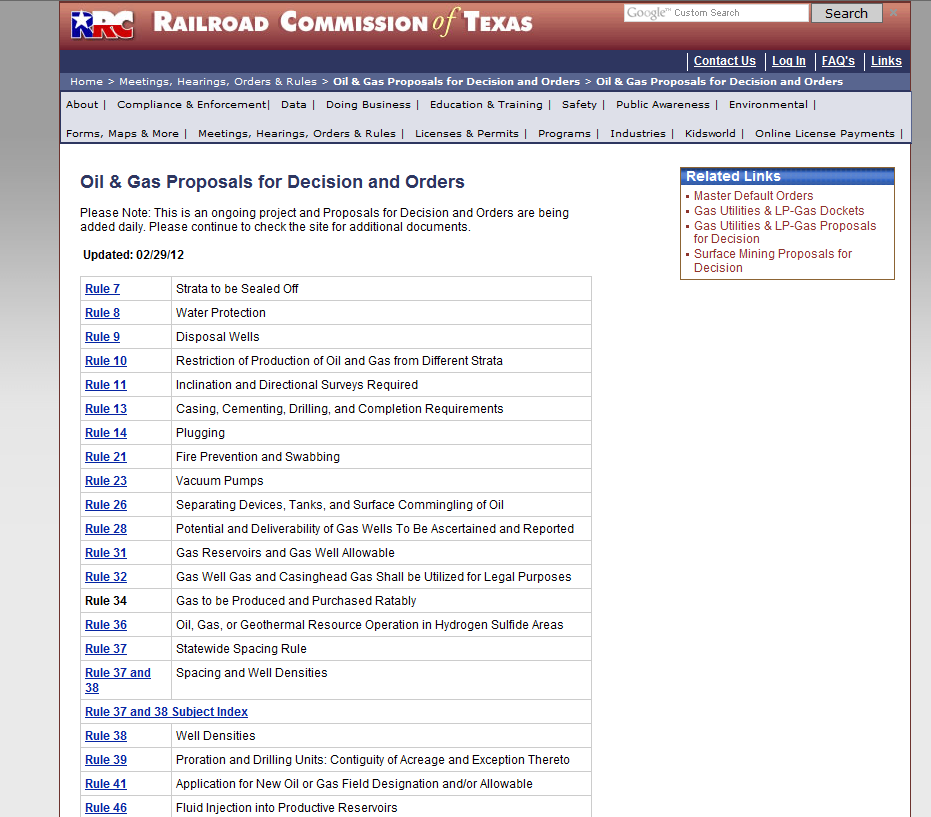 RRC RAILROAD COMMISSION of TEXAS
Google™ Custom Search Search ×
Contact Us Log In FAQ's Links
Home > Meetings, Hearings, Orders & Rules > Oil & Gas Proposals for Decision and Orders > Oil & Gas Proposals for Decision and Orders
About | Compliance & Enforcement| Data | Doing Business | Education & Training | Safety | Public Awareness | Environmental |
Forms, Maps & More | Meetings, Hearings, Orders & Rules | Licenses & Permits | Programs | Industries | Kidsworld | Online License Payments |
Oil & Gas Proposals for Decision and Orders
Please Note: This is an ongoing project and Proposals for Decision and Orders are being
added daily. Please continue to check the site for additional documents.
Updated: 02/29/12
Rule 7 Strata to be Sealed Off
Rule 8 Water Protection
Rule 9 Disposal Wells
Rule 10 Restriction of Production of Oil and Gas from Different Strata
Rule 11 Inclination and Directional Surveys Required
Rule 13 Casing, Cementing, Drilling, and Completion Requirements
Rule 14 Plugging
Rule 21 Fire Prevention and Swabbing
Rule 23 Vacuum Pumps
Rule 26 Separating Devices, Tanks, and Surface Commingling of Oil
Rule 28 Potential and Deliverability of Gas Wells To Be Ascertained and Reported
Rule 31 Gas Reservoirs and Gas Well Allowable
Rule 32 Gas Well Gas and Casinghead Gas Shall be Utilized for Legal Purposes
Rule 34 Gas to be Produced and Purchased Ratably
Rule 36 Oil, Gas, or Geothermal Resource Operation in Hydrogen Sulfide Areas
Rule 37 Statewide Spacing Rule
Rule 37 and Spacing and Well Densities
38
Rule 37 and 38 Subject Index
Rule 38 Well Densities
Rule 39 Proration and Drilling Units: Contiguity of Acreage and Exception Thereto
Rule 41 Application for New Oil or Gas Field Designation and/or Allowable
Rule 46 Fluid Injection into Productive Reservoirs
Related Links
Master Default Orders
Gas Utilities & LP-Gas Dockets
Gas Utilities & LP-Gas Proposals
for Decision
Surface Mining Proposals for
Decision